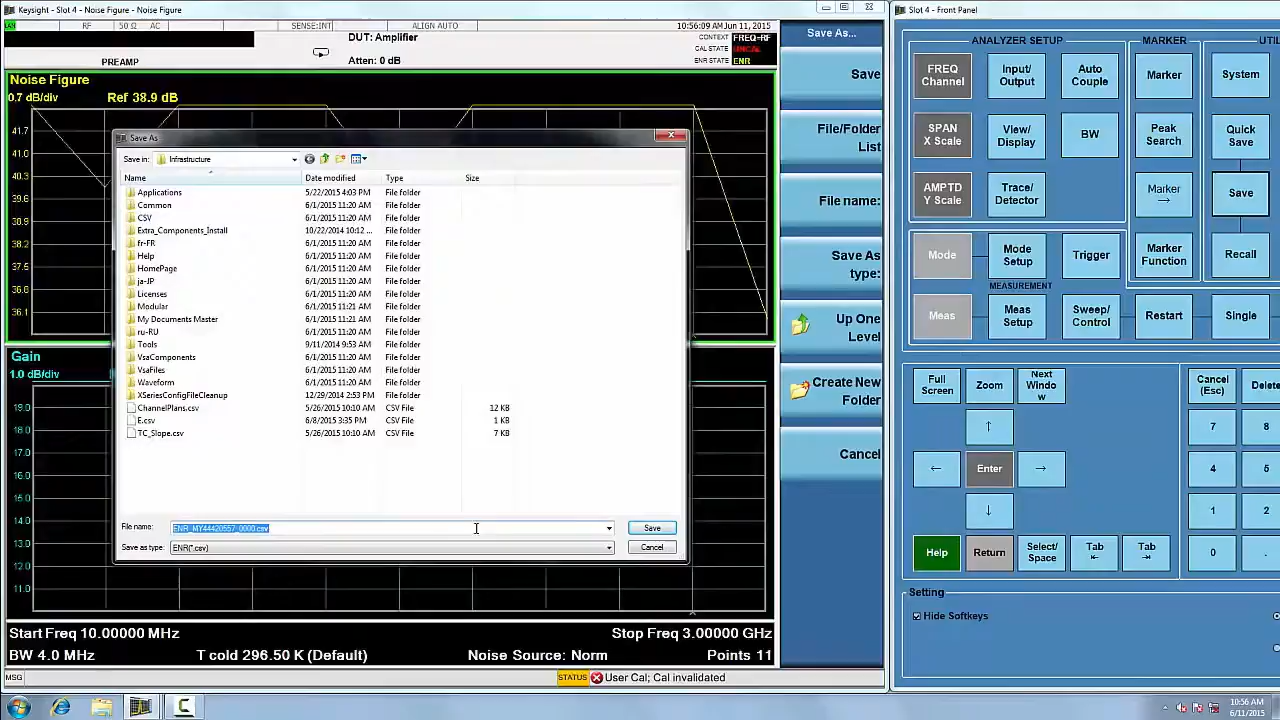 Keysight - Slot 4 - Noise Figure - Noise Figure
LXI RF 50 Ω AC SENSE:INT ALIGN AUTO 10:56:09 AM Jun 11, 2015
DUT: Amplifier
CONTEXT FREQ-RF
CAL STATE UNCAL
ENR STATE ENR
PREAMP
Atten: 0 dB
Noise Figure
0.7 dB/div Ref 38.9 dB
41.7
41.0
40.3
39.6
38.9
38.2
37.5
36.8
36.1
Gain
1.0 dB/div
19.0
18.0
17.0
16.0
15.0
14.0
13.0
12.0
11.0
Save As
Save in: Infrastructure
Name Date modified Type Size
Applications 5/22/2015 4:03 PM File folder
Common 6/1/2015 11:20 AM File folder
CSV 6/1/2015 11:20 AM File folder
Extra_Components_Install 10/22/2014 10:12 ... File folder
fr-FR 6/1/2015 11:20 AM File folder
Help 6/1/2015 11:20 AM File folder
HomePage 6/1/2015 11:20 AM File folder
ja-JP 6/1/2015 11:20 AM File folder
Licenses 6/1/2015 11:20 AM File folder
Modular 6/1/2015 11:21 AM File folder
My Documents Master 6/1/2015 11:20 AM File folder
ru-RU 6/1/2015 11:20 AM File folder
Tools 9/11/2014 9:53 AM File folder
VsaComponents 6/1/2015 11:20 AM File folder
VsaFiles 6/1/2015 11:20 AM File folder
Waveform 6/1/2015 11:20 AM File folder
XSeriesConfigFileCleanup 12/29/2014 2:53 PM File folder
ChannelPlans.csv 5/26/2015 10:10 AM CSV File 12 KB
E.csv 6/8/2015 3:35 PM CSV File 1 KB
TC_Slope.csv 5/26/2015 10:10 AM CSV File 7 KB
File name: ENR_MY44420557_0000.csv Save
Save as type: ENR(*.csv) Cancel
Start Freq 10.00000 MHz Stop Freq 3.00000 GHz
BW 4.0 MHz T cold 296.50 K (Default) Noise Source: Norm Points 11
MSG STATUS User Cal; Cal invalidated
Save As...
Save
File/Folder
List
File name:
Save As
type:
Up One
Level
Create New
Folder
Cancel
Slot 4 - Front Panel
ANALYZER SETUP MARKER UTIL
FREQ
Channel
Input/
Output
Auto
Couple
Marker
System
SPAN
X Scale
View/
Display
BW
Peak
Search
Quick
Save
AMPTD
Y Scale
Trace/
Detector
Marker
→
Save
Mode
Mode
Setup
Trigger
Marker
Function
Recall
MEASUREMENT
Meas
Meas
Setup
Sweep/
Control
Restart
Single
Full
Screen
Zoom
Next
Windo
w
Cancel
(Esc)
Delete
↑
7 8
←
Enter
→
4 5
↓
1 2
Help
Return
Select/
Space
Tab
⇤
Tab
⇥
0 .
Setting
Hide Softkeys
10:56 AM
6/11/2015